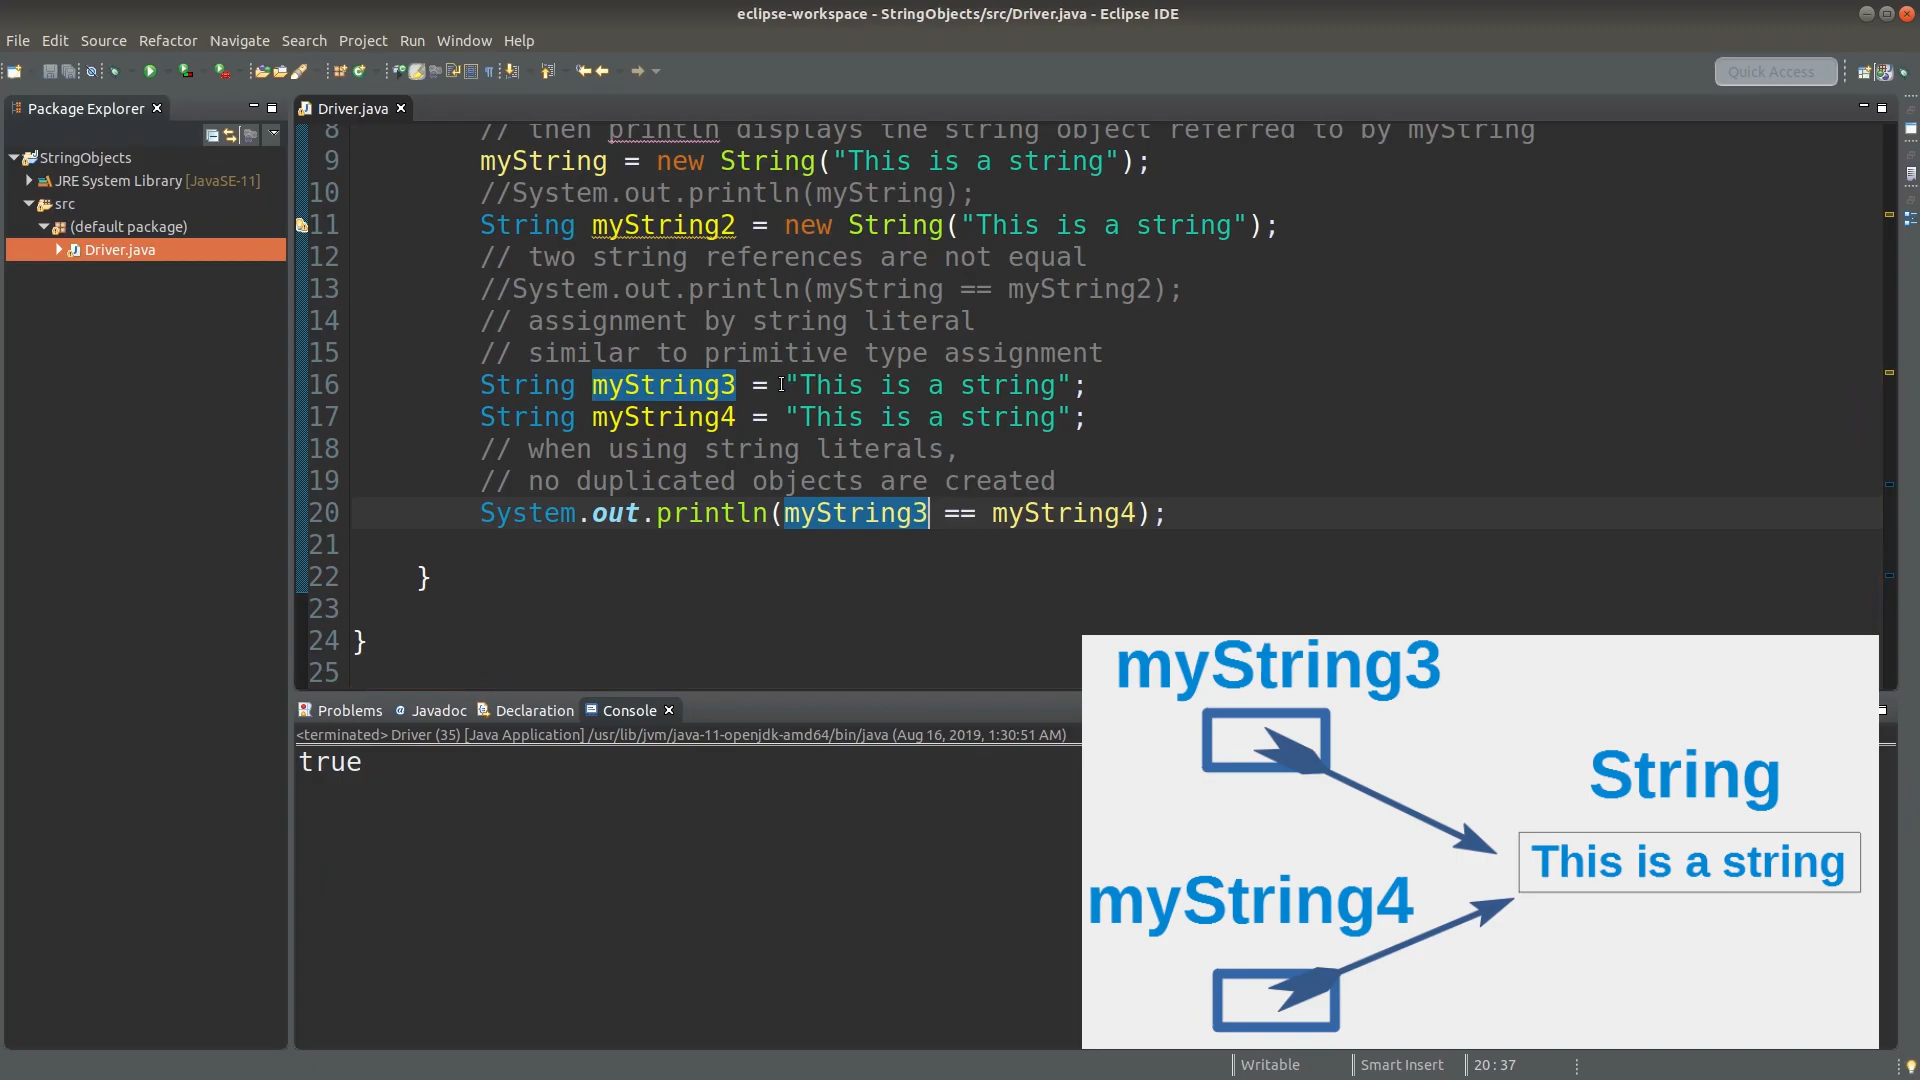 eclipse-workspace - StringObjects/src/Driver.java - Eclipse IDE
File Edit Source Refactor Navigate Search Project Run Window Help
Quick Access
Package Explorer
Driver.java
StringObjects
JRE System Library [JavaSE-11]
src
(default package)
Driver.java
8 // then println displays the string object referred to by myString
9 myString = new String("This is a string");
10 //System.out.println(myString);
11 String myString2 = new String("This is a string");
12 // two string references are not equal
13 //System.out.println(myString == myString2);
14 // assignment by string literal
15 // similar to primitive type assignment
16 String myString3 = "This is a string";
17 String myString4 = "This is a string";
18 // when using string literals,
19 // no duplicated objects are created
20 System.out.println(myString3 == myString4);
21
22 }
23
24 }
25
Problems Javadoc Declaration Console
<terminated> Driver (35) [Java Application] /usr/lib/jvm/java-11-openjdk-amd64/bin/java (Aug 16, 2019, 1:30:51 AM)
true
myString3
String
This is a string
myString4
Writable Smart Insert 20 : 37